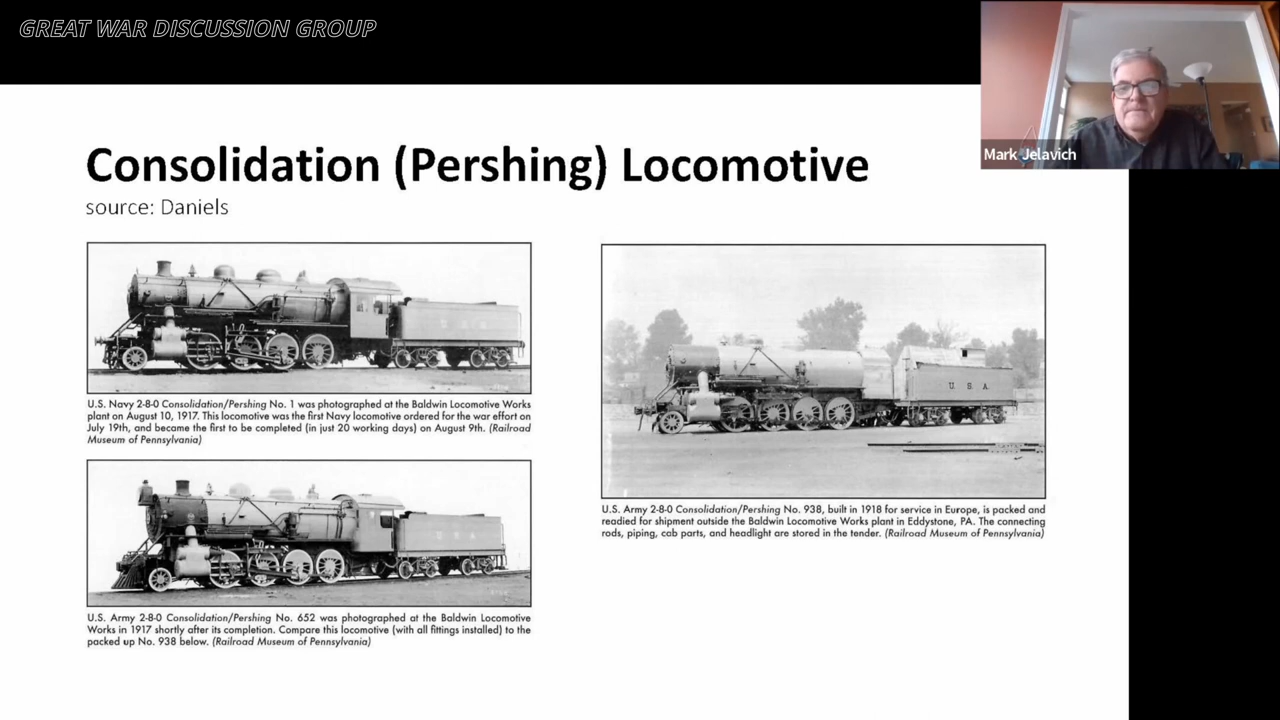 GREAT WAR DISCUSSION GROUP
Mark Jelavich
Consolidation (Pershing) Locomotive
source: Daniels
U.S. Navy 2-8-0 Consolidation/Pershing No. 1 was photographed at the Baldwin Locomotive Works
plant on August 10, 1917. This locomotive was the first Navy locomotive ordered for the war effort on
July 19th, and became the first to be completed (in just 20 working days) on August 9th. (Railroad
Museum of Pennsylvania)
U.S. Army 2-8-0 Consolidation/Pershing No. 652 was photographed at the Baldwin Locomotive
Works in 1917 shortly after its completion. Compare this locomotive (with all fittings installed) to the
packed up No. 938 below. (Railroad Museum of Pennsylvania)
U. S. A.
U.S. Army 2-8-0 Consolidation/Pershing No. 938, built in 1918 for service in Europe, is packed and
readied for shipment outside the Baldwin Locomotive Works plant in Eddystone, PA. The connecting
rods, piping, cab parts, and headlight are stored in the tender. (Railroad Museum of Pennsylvania)